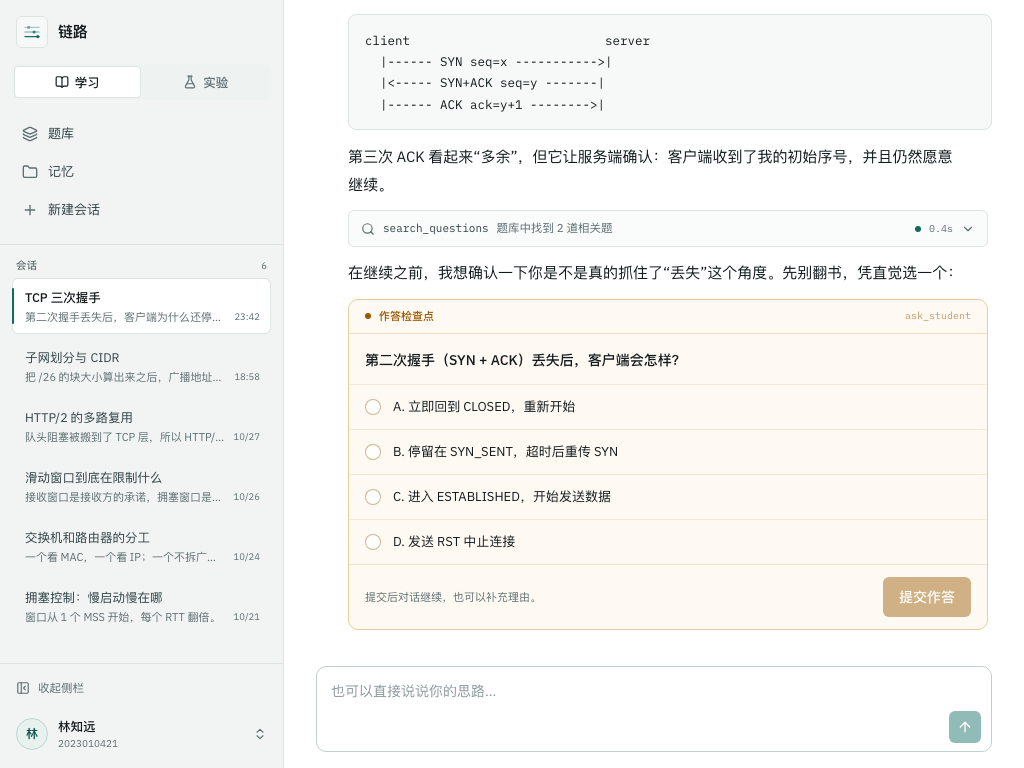 链路
学习
实验
题库
记忆
新建会话
会话
6
TCP 三次握手
第二次握手丢失后，客户端为什么还停…
23:42
子网划分与 CIDR
把 /26 的块大小算出来之后，广播地址…
18:58
HTTP/2 的多路复用
队头阻塞被搬到了 TCP 层，所以 HTTP/…
10/27
滑动窗口到底在限制什么
接收窗口是接收方的承诺，拥塞窗口是…
10/26
交换机和路由器的分工
一个看 MAC，一个看 IP；一个不拆广…
10/24
拥塞控制：慢启动慢在哪
窗口从 1 个 MSS 开始，每个 RTT 翻倍。
10/21
收起侧栏
林
林知远
2023010421
client                          server
  |------ SYN seq=x ----------->|
  |<----- SYN+ACK seq=y -------|
  |------ ACK ack=y+1 -------->|
第三次 ACK 看起来“多余”，但它让服务端确认：客户端收到了我的初始序号，并且仍然愿意
继续。
search_questions 题库中找到 2 道相关题
0.4s
在继续之前，我想确认一下你是不是真的抓住了“丢失”这个角度。先别翻书，凭直觉选一个：
作答检查点
ask_student
第二次握手（SYN + ACK）丢失后，客户端会怎样？
A. 立即回到 CLOSED，重新开始
B. 停留在 SYN_SENT，超时后重传 SYN
C. 进入 ESTABLISHED，开始发送数据
D. 发送 RST 中止连接
提交后对话继续，也可以补充理由。
提交作答
也可以直接说说你的思路…